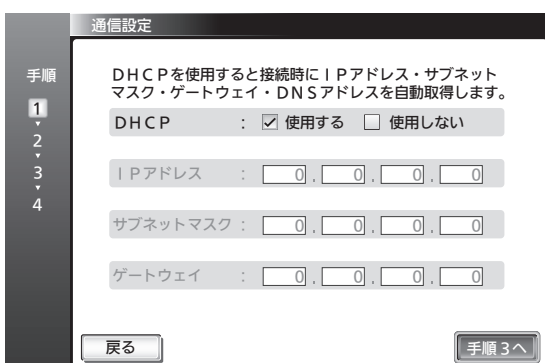 通信設定
手順
1
2
3
4
DHCPを使用すると接続時にIPアドレス・サブネット
マスク・ゲートウェイ・DNSアドレスを自動取得します。
DHCP : 使用する 使用しない
IPアドレス : 0 . 0 . 0 . 0
サブネットマスク : 0 . 0 . 0 . 0
ゲートウェイ : 0 . 0 . 0 . 0
戻る
手順3へ